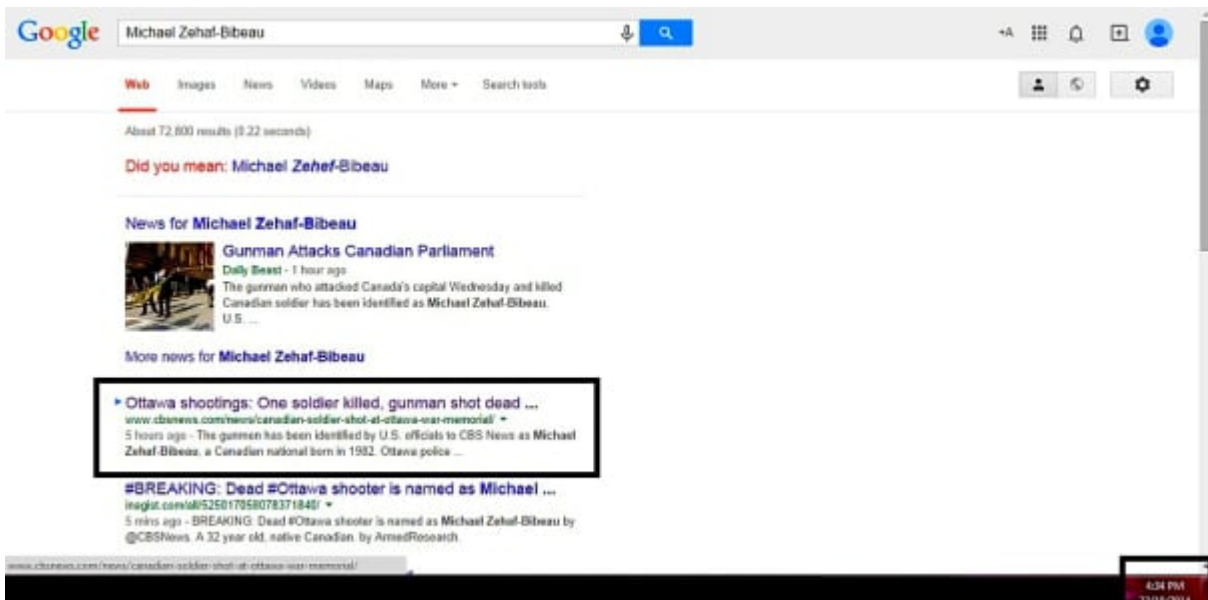 Google Michael Zehaf-Bibeau +A
Web Images News Videos Maps More Search tools
About 72,800 results (0.22 seconds)
Did you mean: Michael Zehef-Bibeau
News for Michael Zehaf-Bibeau
Gunman Attacks Canadian Parliament
Daily Beast - 1 hour ago
The gunman who attacked Canada's capital Wednesday and killed
Canadian soldier has been identified as Michael Zehaf-Bibeau.
U.S. ...
More news for Michael Zehaf-Bibeau
Ottawa shootings: One soldier killed, gunman shot dead ...
www.cbsnews.com/news/canadian-soldier-shot-at-ottawa-war-memorial/
5 hours ago - The gunmen has been identified by U.S. officials to CBS News as Michael
Zehaf-Bibeau, a Canadian national born in 1982. Ottawa police ...
#BREAKING: Dead #Ottawa shooter is named as Michael ...
inagist.com/all/525017058078371840/
5 mins ago - BREAKING: Dead #Ottawa shooter is named as Michael Zehaf-Bibeau by
@CBSNews. A 32 year old, native Canadian. by ArmedResearch
www.cbsnews.com/news/canadian-soldier-shot-at-ottawa-war-memorial/
4:34 PM